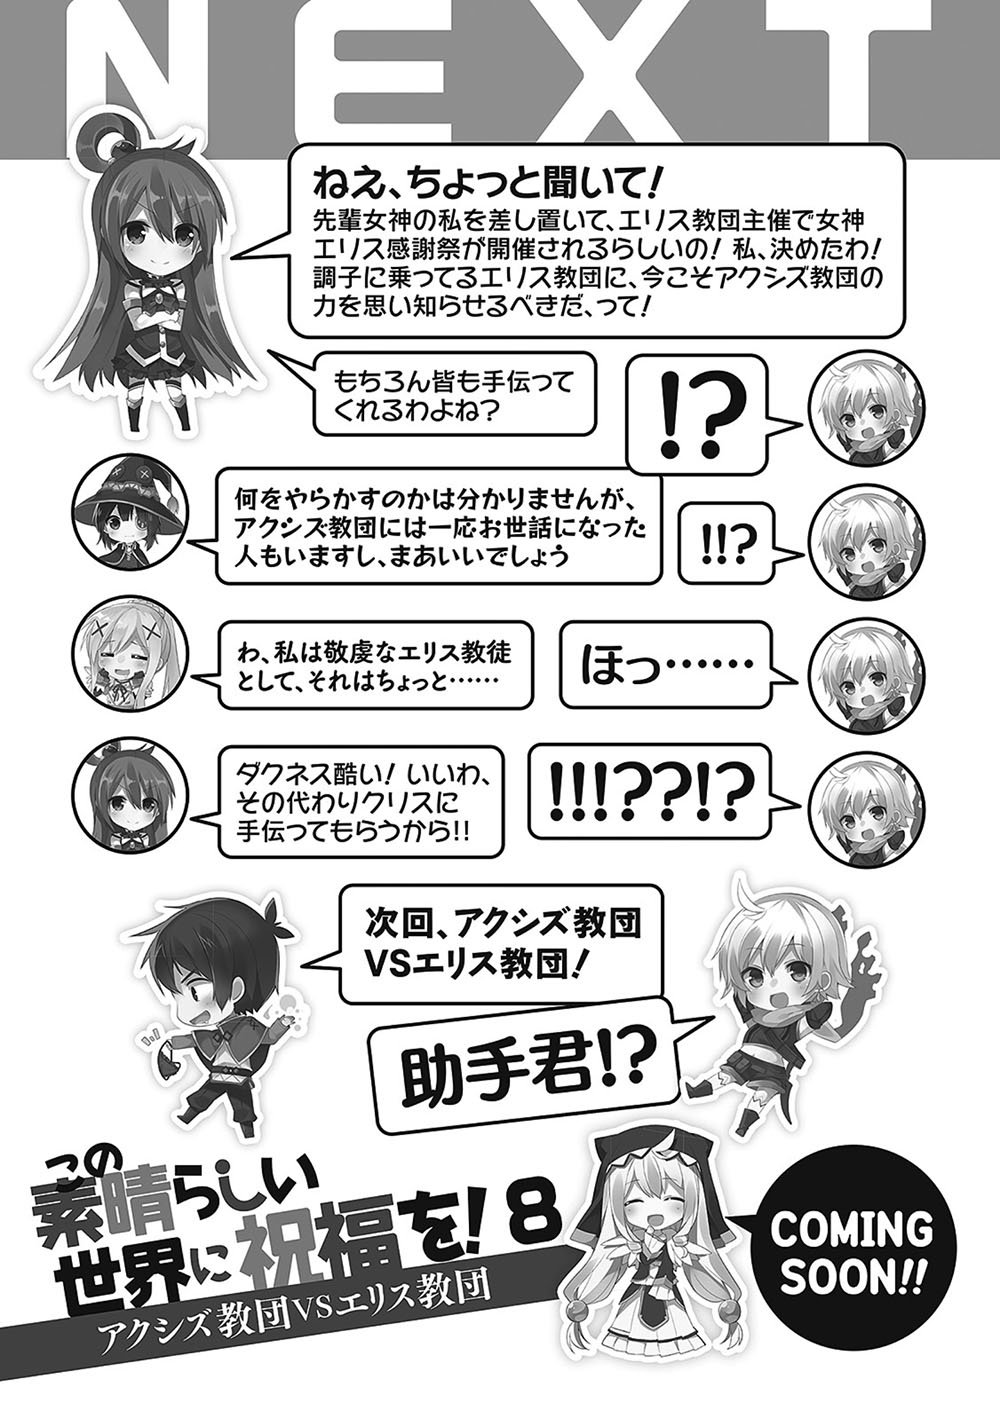 NEXT
ねえ、ちょっと聞いて！
先輩女神の私を差し置いて、エリス教団主催で女神
エリス感謝祭が開催されるらしいの！ 私、決めたわ！
調子に乗ってるエリス教団に、今こそアクシズ教団の
力を思い知らせるべきだ、って！
もちろん皆も手伝って
くれるわよね？
!?
何をやらかすのかは分かりませんが、
アクシズ教団には一応お世話になった
人もいますし、まあいいでしょう
!!?
わ、私は敬虔なエリス教徒
として、それはちょっと……
ほっ……
ダクネス酷い！ いいわ、
その代わりクリスに
手伝ってもらうから!!
!!!??!?
次回、アクシズ教団
VSエリス教団！
助手君!?
この
素晴らしい
世界に祝福を！8
アクシズ教団VSエリス教団
COMING
SOON!!